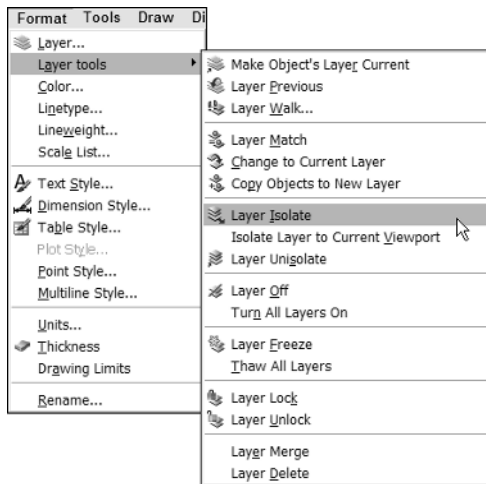 Format Tools Draw Di
Layer...
Layer tools
Color...
Linetype...
Lineweight...
Scale List...
Text Style...
Dimension Style...
Table Style...
Plot Style...
Point Style...
Multiline Style...
Units...
Thickness
Drawing Limits
Rename...
Make Object's Layer Current
Layer Previous
Layer Walk...
Layer Match
Change to Current Layer
Copy Objects to New Layer
Layer Isolate
Isolate Layer to Current Viewport
Layer Unisolate
Layer Off
Turn All Layers On
Layer Freeze
Thaw All Layers
Layer Lock
Layer Unlock
Layer Merge
Layer Delete